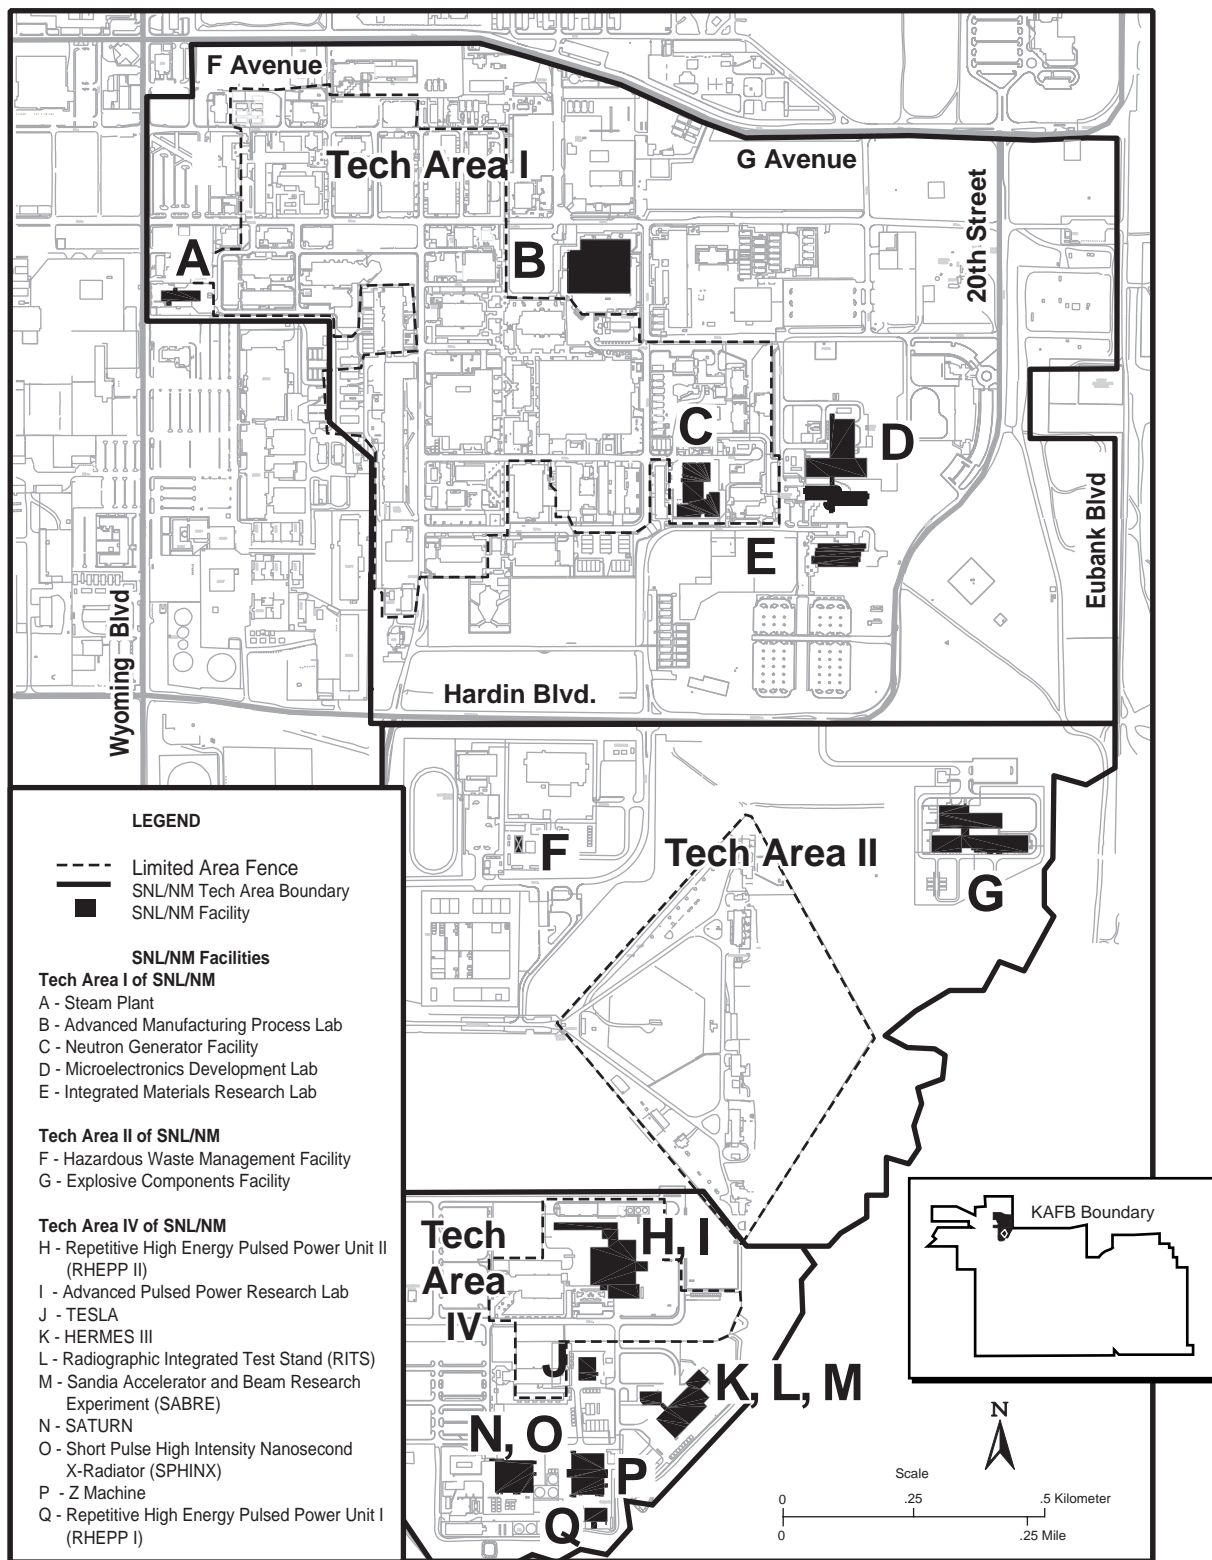 F Avenue
Tech Area I
G Avenue
20th Street
A
B
C
D
E
Eubank Blvd
Wyoming Blvd
Hardin Blvd.
LEGEND
Limited Area Fence
SNL/NM Tech Area Boundary
SNL/NM Facility
SNL/NM Facilities
Tech Area I of SNL/NM
A - Steam Plant
B - Advanced Manufacturing Process Lab
C - Neutron Generator Facility
D - Microelectronics Development Lab
E - Integrated Materials Research Lab
Tech Area II of SNL/NM
F - Hazardous Waste Management Facility
G - Explosive Components Facility
Tech Area IV of SNL/NM
H - Repetitive High Energy Pulsed Power Unit II
(RHEPP II)
I - Advanced Pulsed Power Research Lab
J - TESLA
K - HERMES III
L - Radiographic Integrated Test Stand (RITS)
M - Sandia Accelerator and Beam Research
Experiment (SABRE)
N - SATURN
O - Short Pulse High Intensity Nanosecond
X-Radiator (SPHINX)
P - Z Machine
Q - Repetitive High Energy Pulsed Power Unit I
(RHEPP I)
F
Tech Area II
G
Tech
Area
IV
H, I
J
K, L, M
N, O
P
Q
KAFB Boundary
N
Scale
0 .25 .5 Kilometer
0 .25 Mile